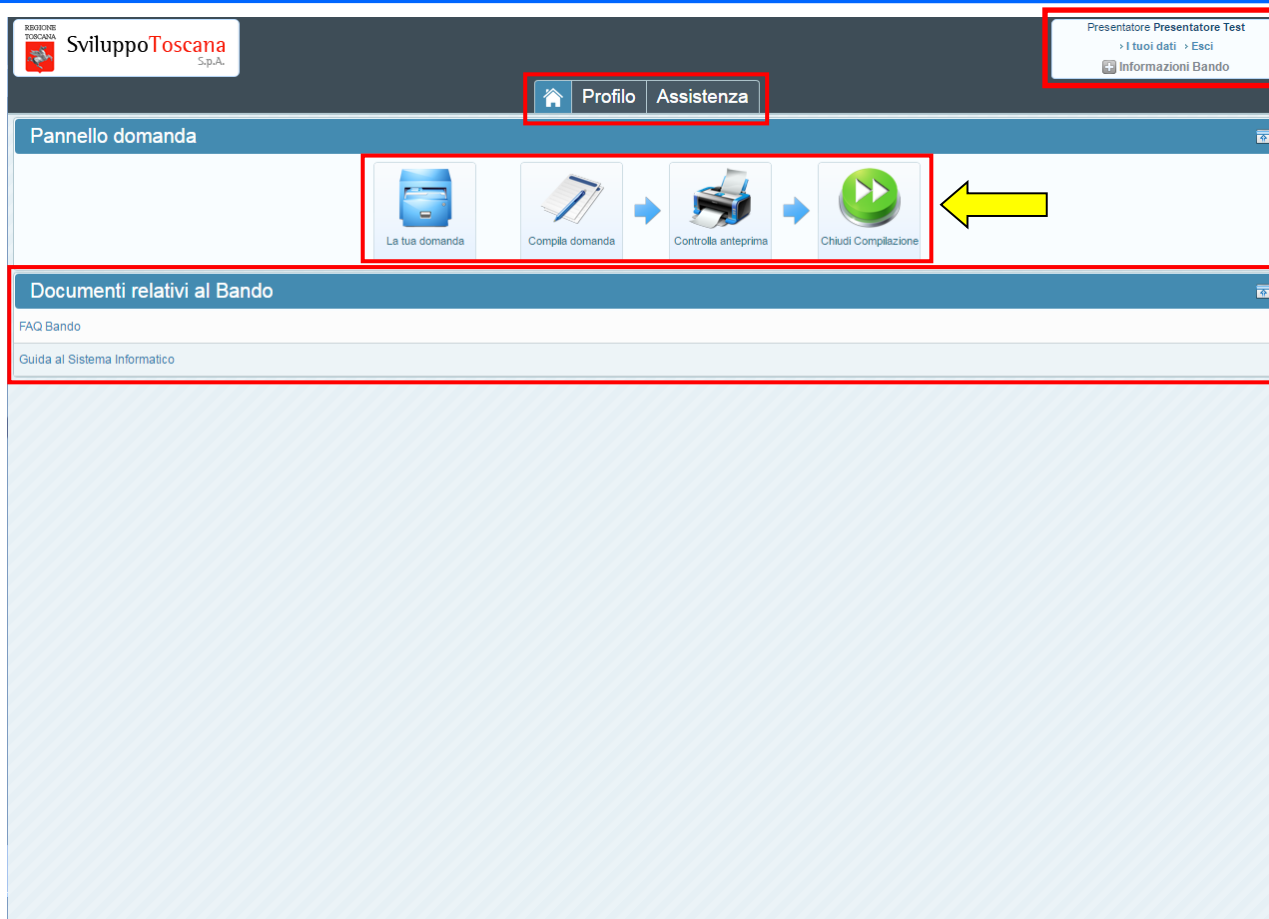 REGIONE
TOSCANA
SviluppoToscana
S.p.A.
Presentatore Presentatore Test
› I tuoi dati › Esci
Informazioni Bando
Profilo Assistenza
Pannello domanda
La tua domanda
Compila domanda
Controlla anteprima
Chiudi Compilazione
Documenti relativi al Bando
FAQ Bando
Guida al Sistema Informatico